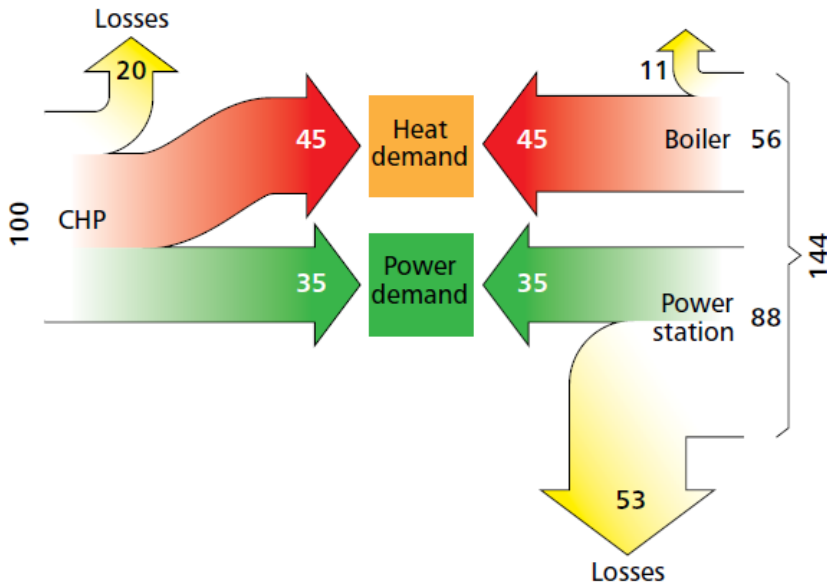 Losses
20
11
45
Heat
demand
45
Boiler
56
100
CHP
144
35
Power
demand
35
Power
station
88
53
Losses